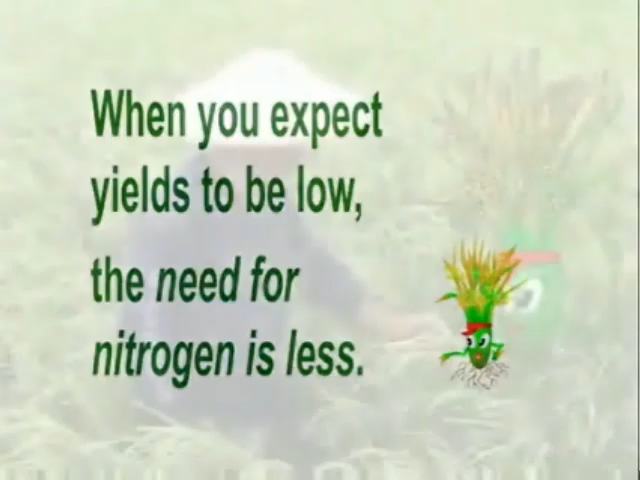 When you expect
yields to be low,
the need for
nitrogen is less.